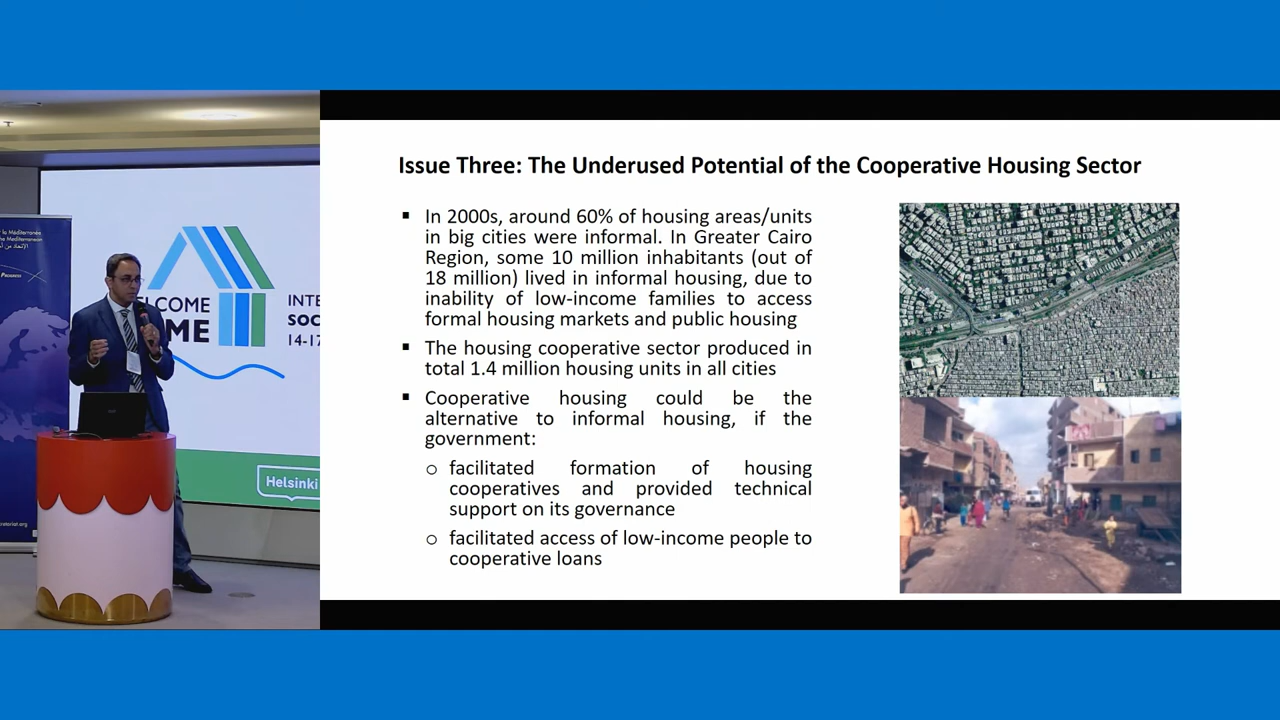 Issue Three: The Underused Potential of the Cooperative Housing Sector
▪ In 2000s, around 60% of housing areas/units
in big cities were informal. In Greater Cairo
Region, some 10 million inhabitants (out of
18 million) lived in informal housing, due to
inability of low-income families to access
formal housing markets and public housing
▪ The housing cooperative sector produced in
total 1.4 million housing units in all cities
▪ Cooperative housing could be the
alternative to informal housing, if the
government:
o facilitated formation of housing
cooperatives and provided technical
support on its governance
o facilitated access of low-income people to
cooperative loans
la Méditerranée
Mediterranean
PROGRESS
LCOME
ME
INTE
SOC
14-17
Helsinki